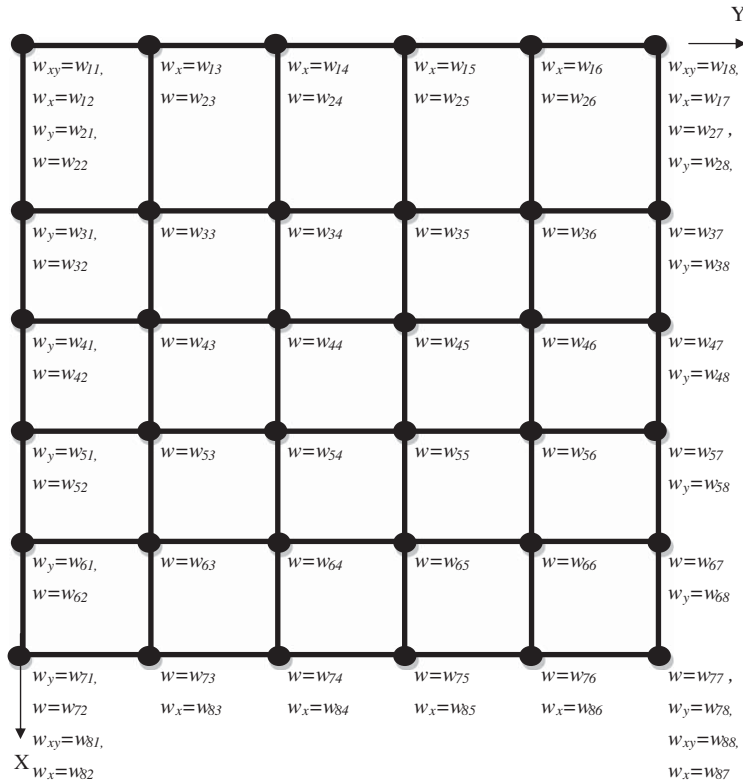 Y
w_xy=w_11, w_x=w_13 w_x=w_14 w_x=w_15 w_x=w_16 w_xy=w_18,
w_x=w_12 w=w_23 w=w_24 w=w_25 w=w_26 w_x=w_17
w_y=w_21, w=w_27 ,
w=w_22 w_y=w_28,
w_y=w_31, w=w_33 w=w_34 w=w_35 w=w_36 w=w_37
w=w_32 w_y=w_38
w_y=w_41, w=w_43 w=w_44 w=w_45 w=w_46 w=w_47
w=w_42 w_y=w_48
w_y=w_51, w=w_53 w=w_54 w=w_55 w=w_56 w=w_57
w=w_52 w_y=w_58
w_y=w_61, w=w_63 w=w_64 w=w_65 w=w_66 w=w_67
w=w_62 w_y=w_68
w_y=w_71, w=w_73 w=w_74 w=w_75 w=w_76 w=w_77 ,
w=w_72 w_x=w_83 w_x=w_84 w_x=w_85 w_x=w_86 w_y=w_78,
w_xy=w_81, w_xy=w_88,
X
w_x=w_82 w_x=w_87